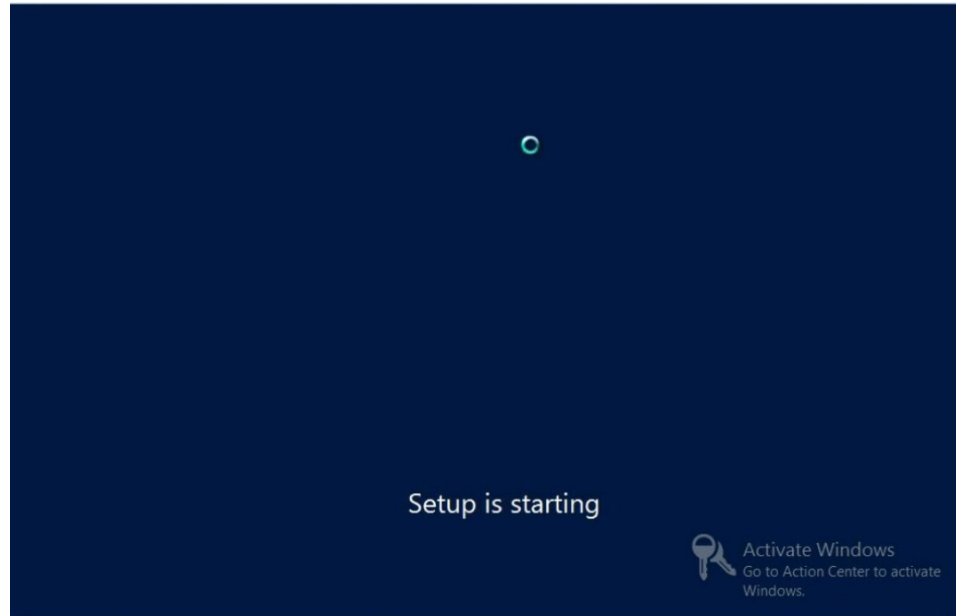 Setup is starting
Activate Windows
Go to Action Center to activate
Windows.